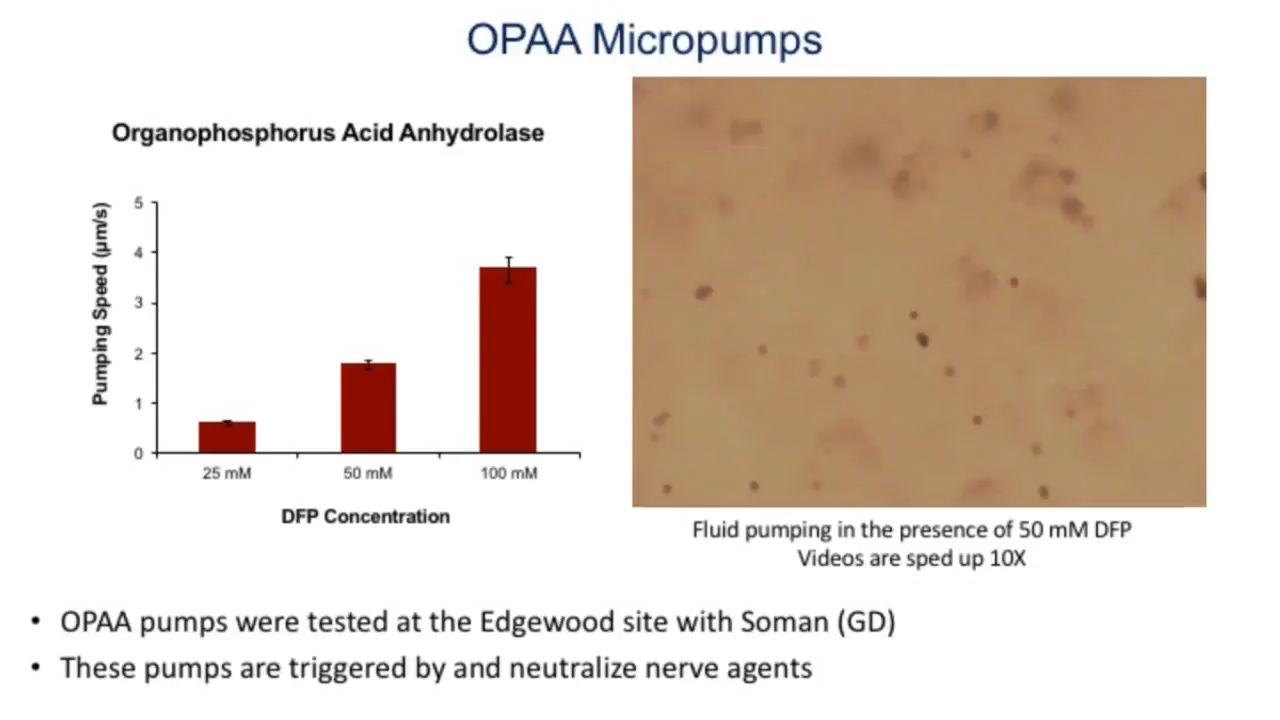 OPAA Micropumps
Organophosphorus Acid Anhydrolase
Pumping Speed (µm/s)
5
4
3
2
1
0
25 mM 50 mM 100 mM
DFP Concentration
Fluid pumping in the presence of 50 mM DFP
Videos are sped up 10X
• OPAA pumps were tested at the Edgewood site with Soman (GD)
• These pumps are triggered by and neutralize nerve agents